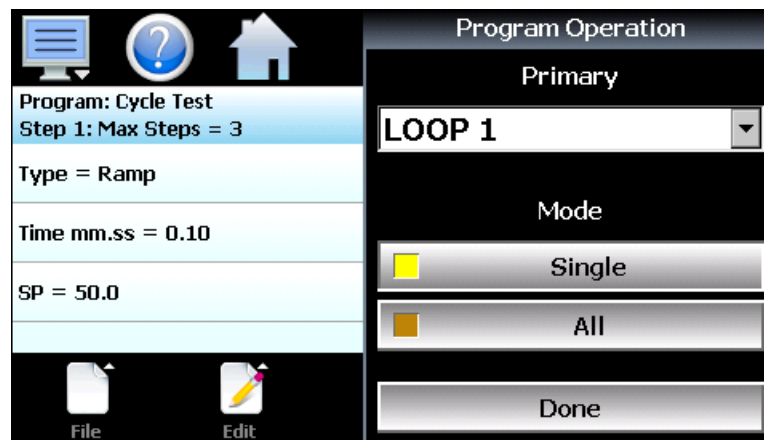 ?
Program: Cycle Test
Step 1: Max Steps = 3
Type = Ramp
Time mm.ss = 0.10
SP = 50.0
File
Edit
Program Operation
Primary
LOOP 1
Mode
Single
All
Done